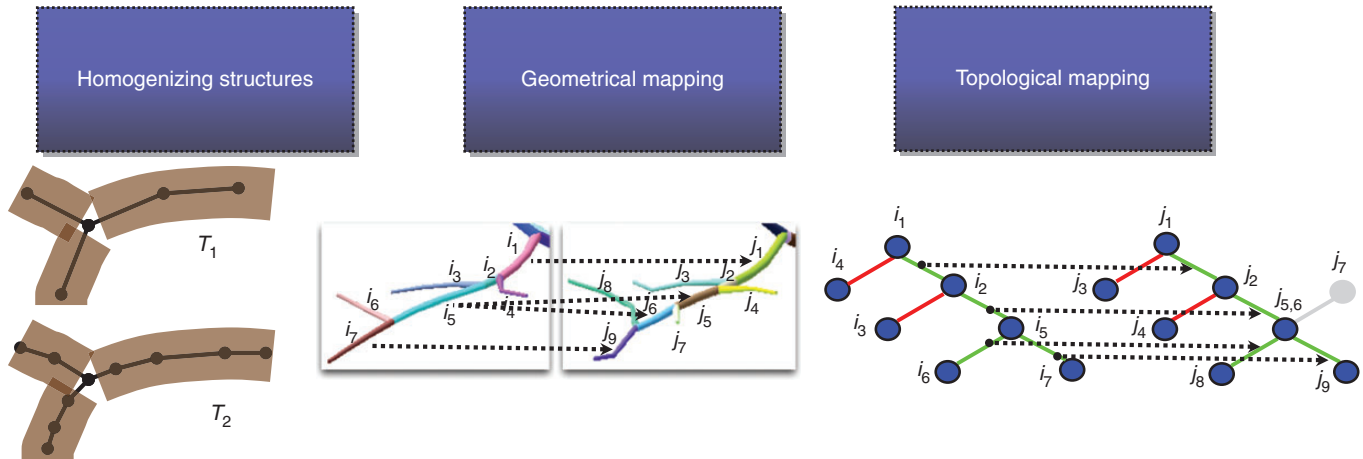 Homogenizing structures
Geometrical mapping
Topological mapping
T1
T2
i1
i2
i3
i4
i5
i6
i7
j1
j2
j3
j4
j5
j6
j7
j8
j9
i1
i4
i2
i3
i5
i6
i7
j1
j3
j2
j7
j4
j5,6
j8
j9